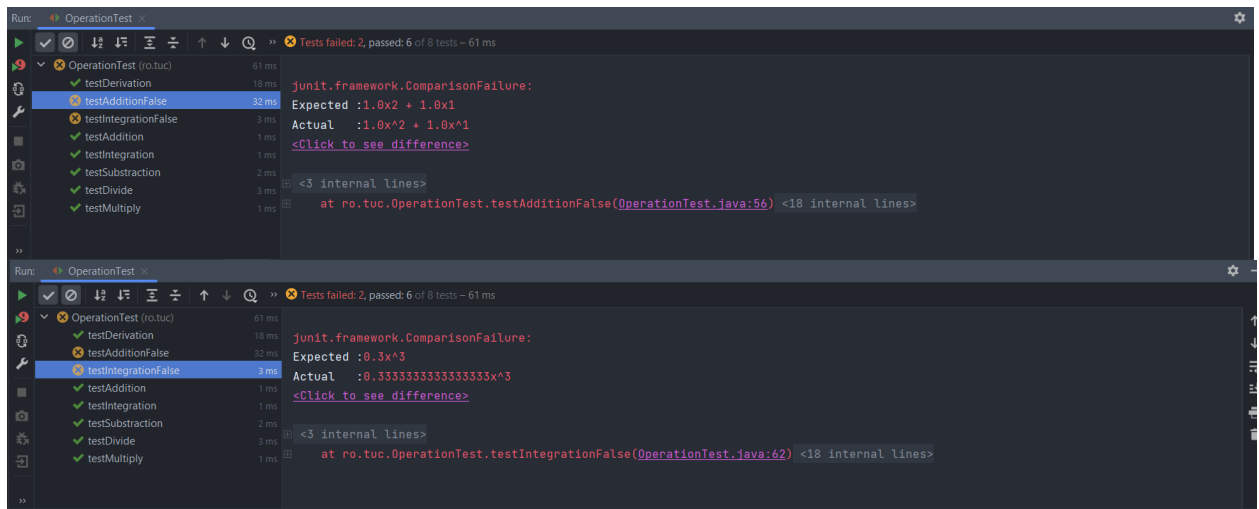 Run: OperationTest ×
» Tests failed: 2, passed: 6 of 8 tests – 61 ms
OperationTest (ro.tuc) 61 ms
testDerivation 18 ms
testAdditionFalse 32 ms
testIntegrationFalse 3 ms
testAddition 1 ms
testIntegration 1 ms
testSubstraction 2 ms
testDivide 3 ms
testMultiply 1 ms
»
junit.framework.ComparisonFailure:
Expected :1.0x2 + 1.0x1
Actual :1.0x^2 + 1.0x^1
<Click to see difference>
<3 internal lines>
at ro.tuc.OperationTest.testAdditionFalse(OperationTest.java:56) <18 internal lines>
Run: OperationTest ×
» Tests failed: 2, passed: 6 of 8 tests – 61 ms
OperationTest (ro.tuc) 61 ms
testDerivation 18 ms
testAdditionFalse 32 ms
testIntegrationFalse 3 ms
testAddition 1 ms
testIntegration 1 ms
testSubstraction 2 ms
testDivide 3 ms
testMultiply 1 ms
»
junit.framework.ComparisonFailure:
Expected :0.3x^3
Actual :0.3333333333333333x^3
<Click to see difference>
<3 internal lines>
at ro.tuc.OperationTest.testIntegrationFalse(OperationTest.java:62) <18 internal lines>